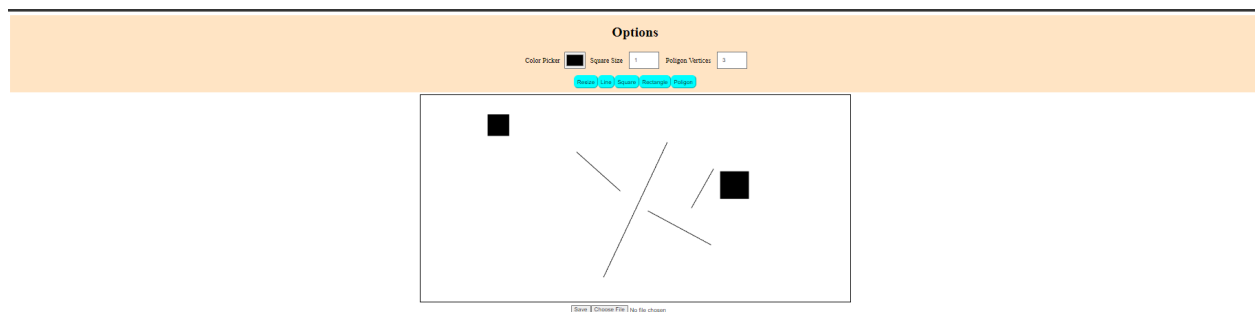 Options
Color Picker Square Size 1 Poligon Vertices 3
Resize Line Square Rectangle Poligon
Save Choose File No file chosen